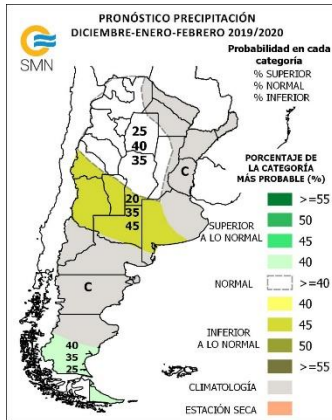 PRONÓSTICO PRECIPITACIÓN
DICIEMBRE-ENERO-FEBRERO 2019/2020
SMN
Probabilidad en cada
categoría
% SUPERIOR
% NORMAL
% INFERIOR
25
40
35
C
20
35
45
C
40
35
25
PORCENTAJE DE
LA CATEGORÍA
MÁS PROBABLE (%)
>=55
50
SUPERIOR
A LO NORMAL
45
40
NORMAL
>=40
40
INFERIOR
A LO NORMAL
45
50
>=55
CLIMATOLOGÍA
ESTACIÓN SECA